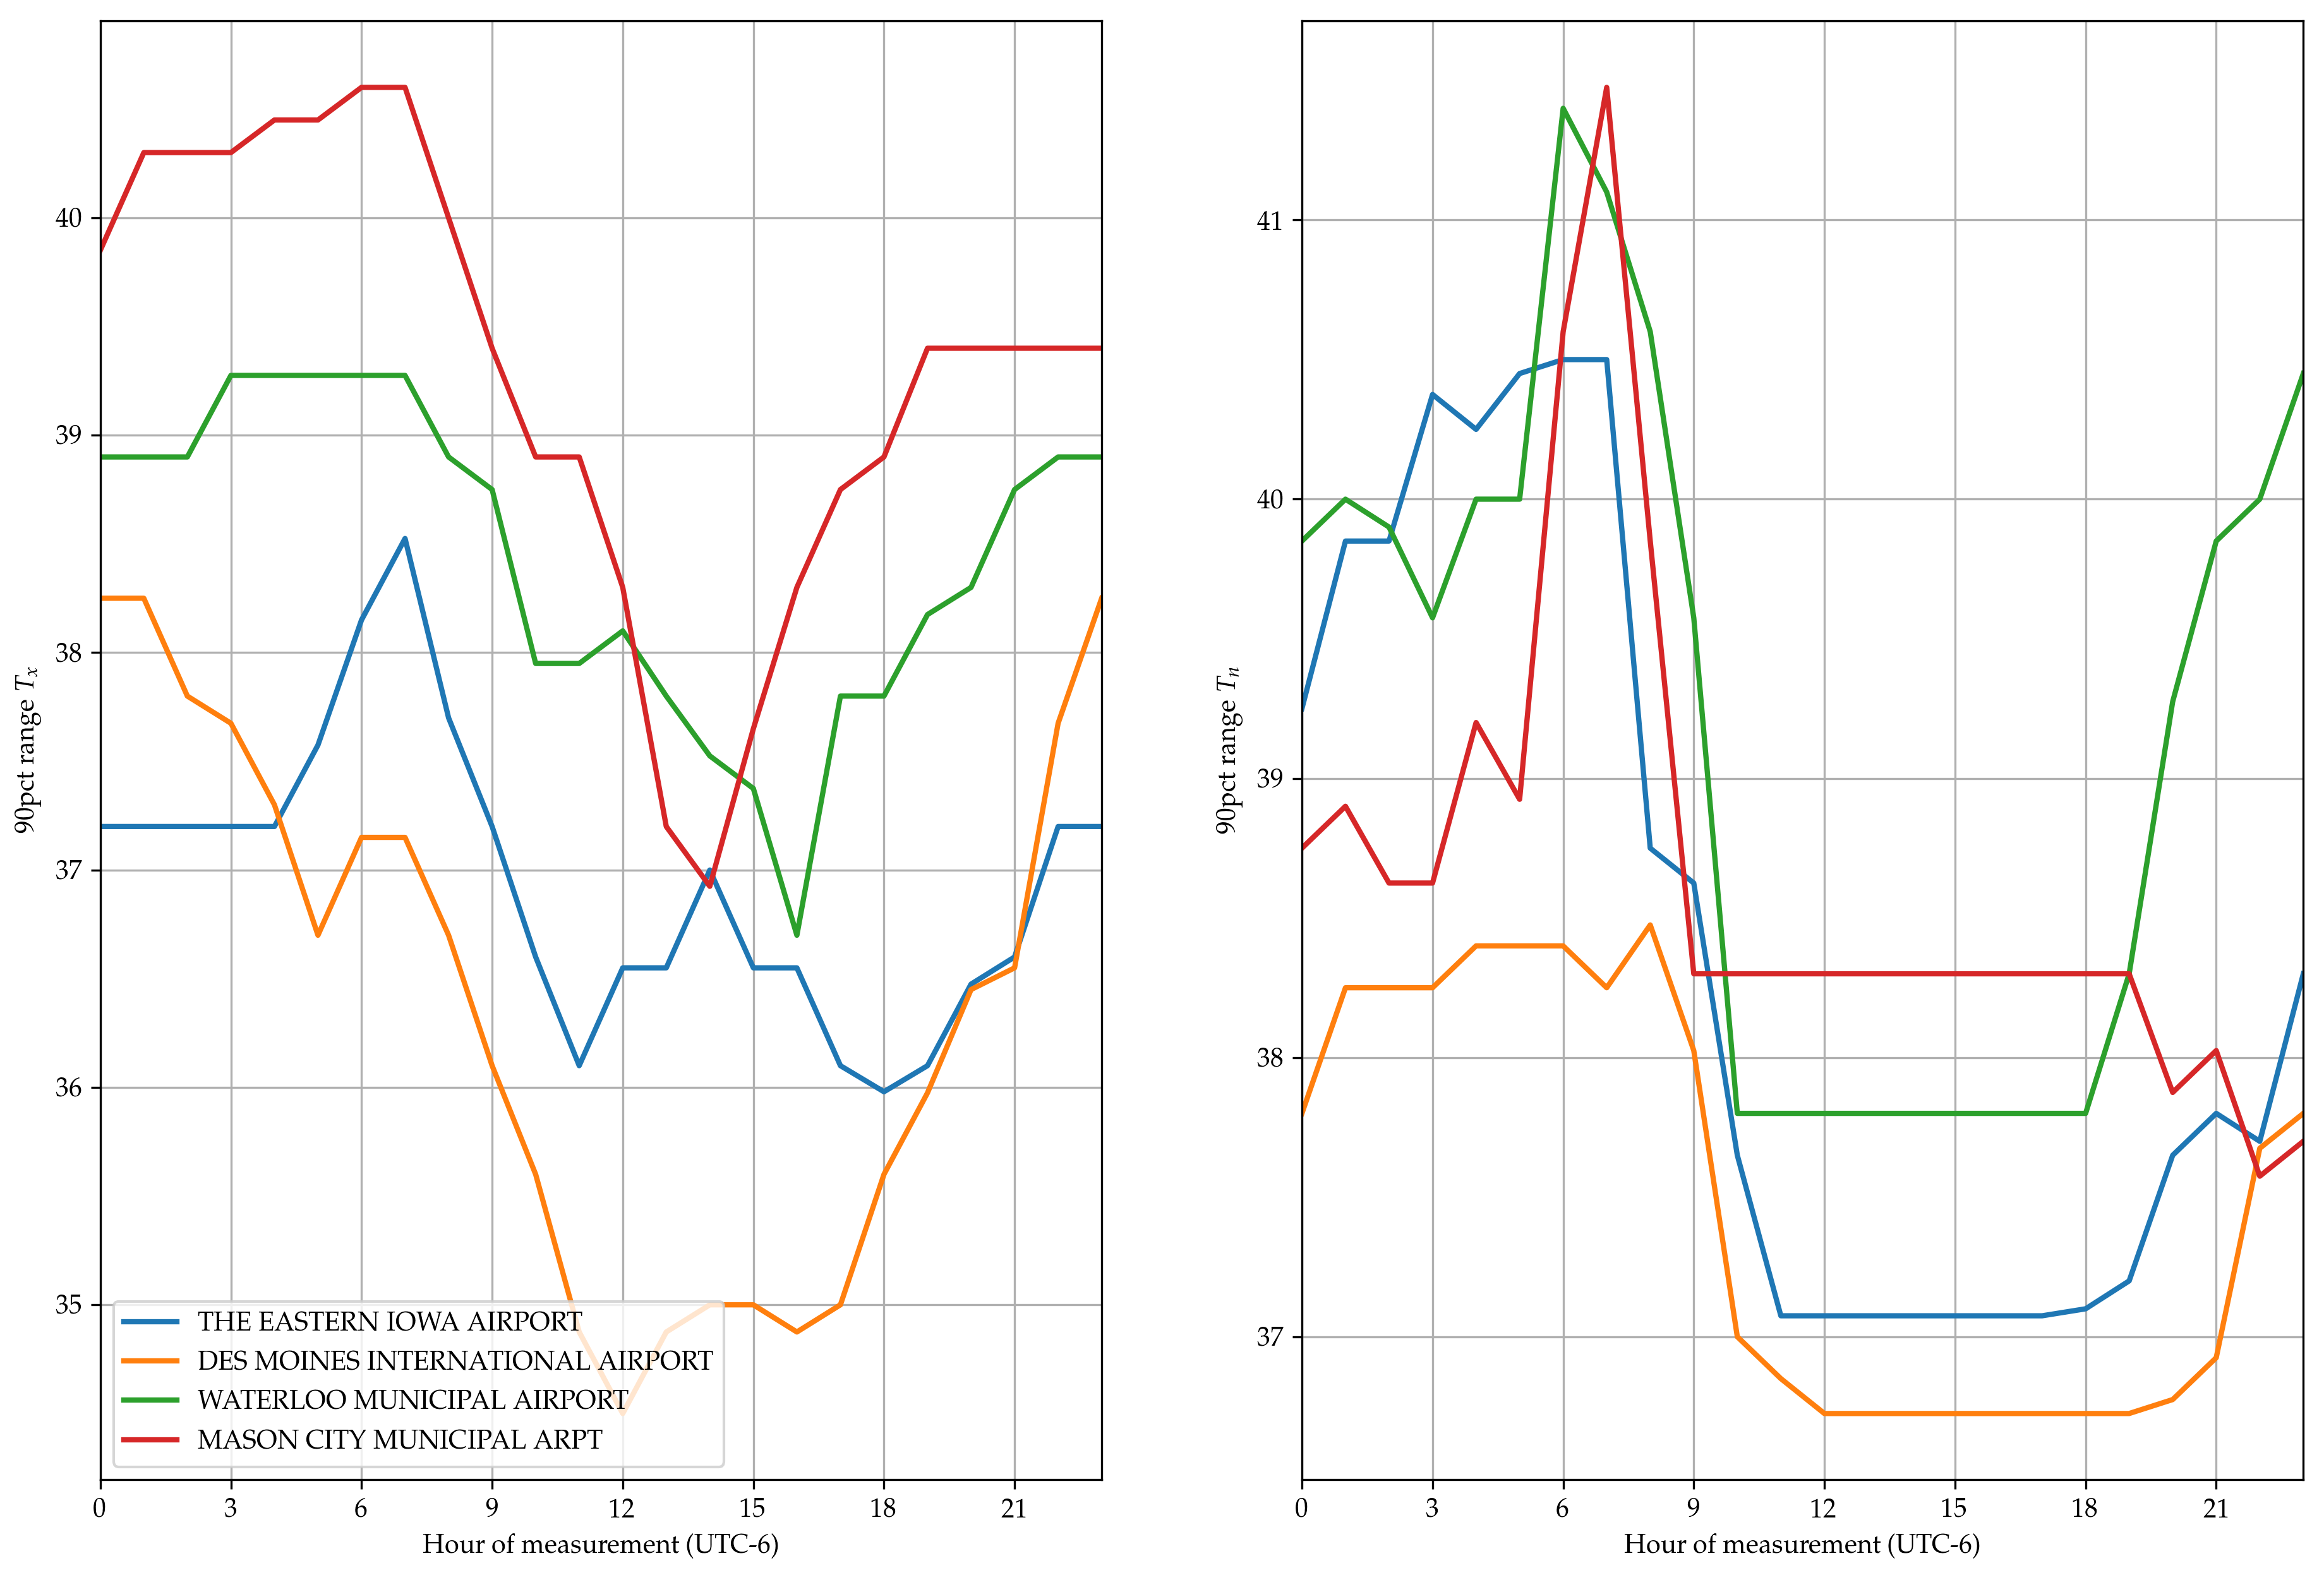 40
39
38
37
36
35
90pct range Tx
THE EASTERN IOWA AIRPORT
DES MOINES INTERNATIONAL AIRPORT
WATERLOO MUNICIPAL AIRPORT
MASON CITY MUNICIPAL ARPT
0 3 6 9 12 15 18 21
Hour of measurement (UTC-6)
41
40
39
38
37
90pct range Tn
0 3 6 9 12 15 18 21
Hour of measurement (UTC-6)